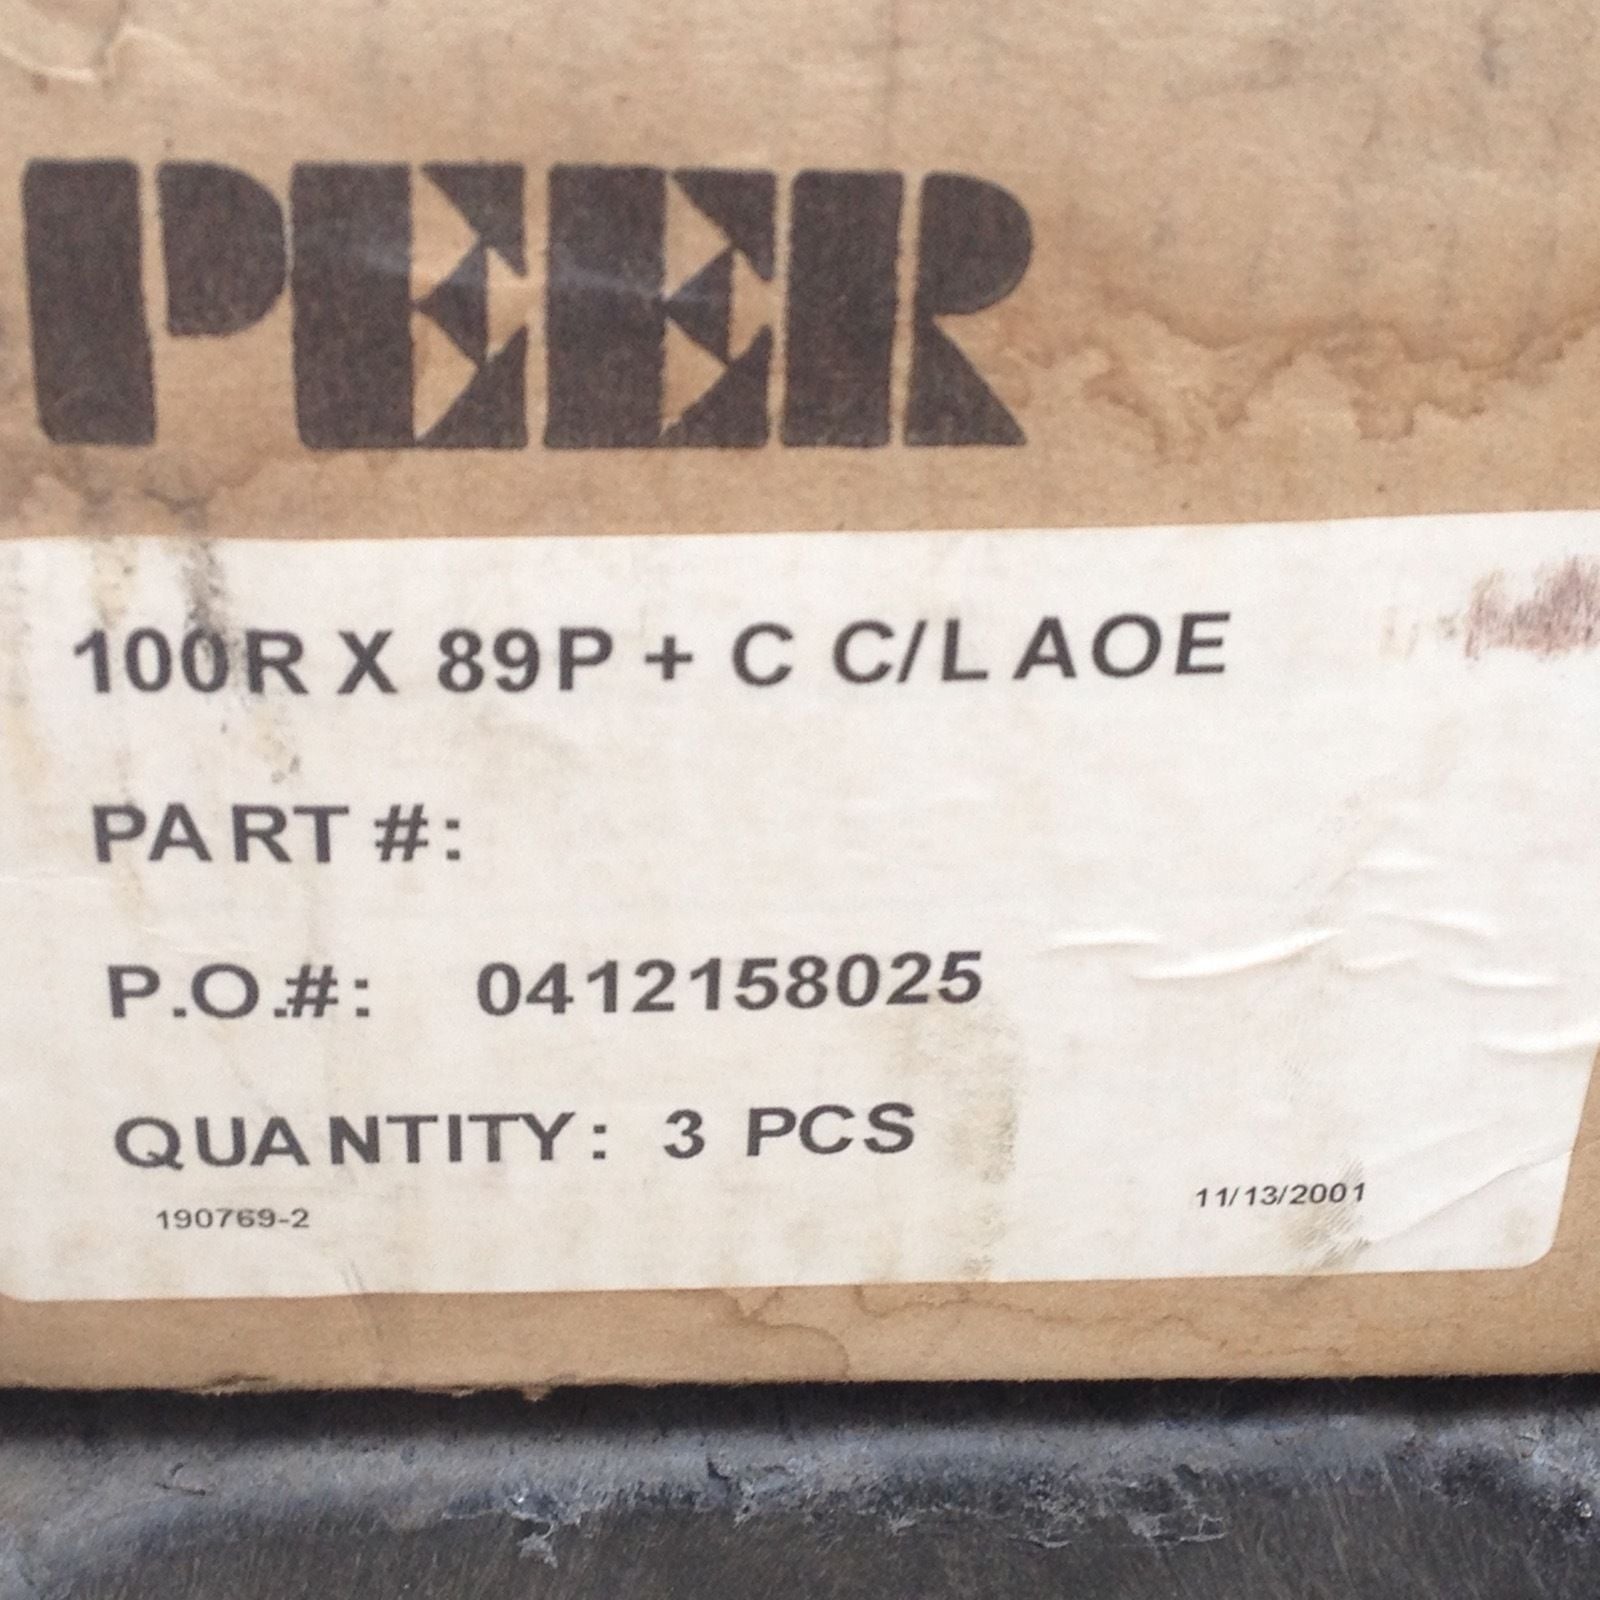 PEER
100R X 89P + C C/L AOE
PART #:
P.O.#: 0412158025
QUANTITY: 3 PCS
190769-2
11/13/2001